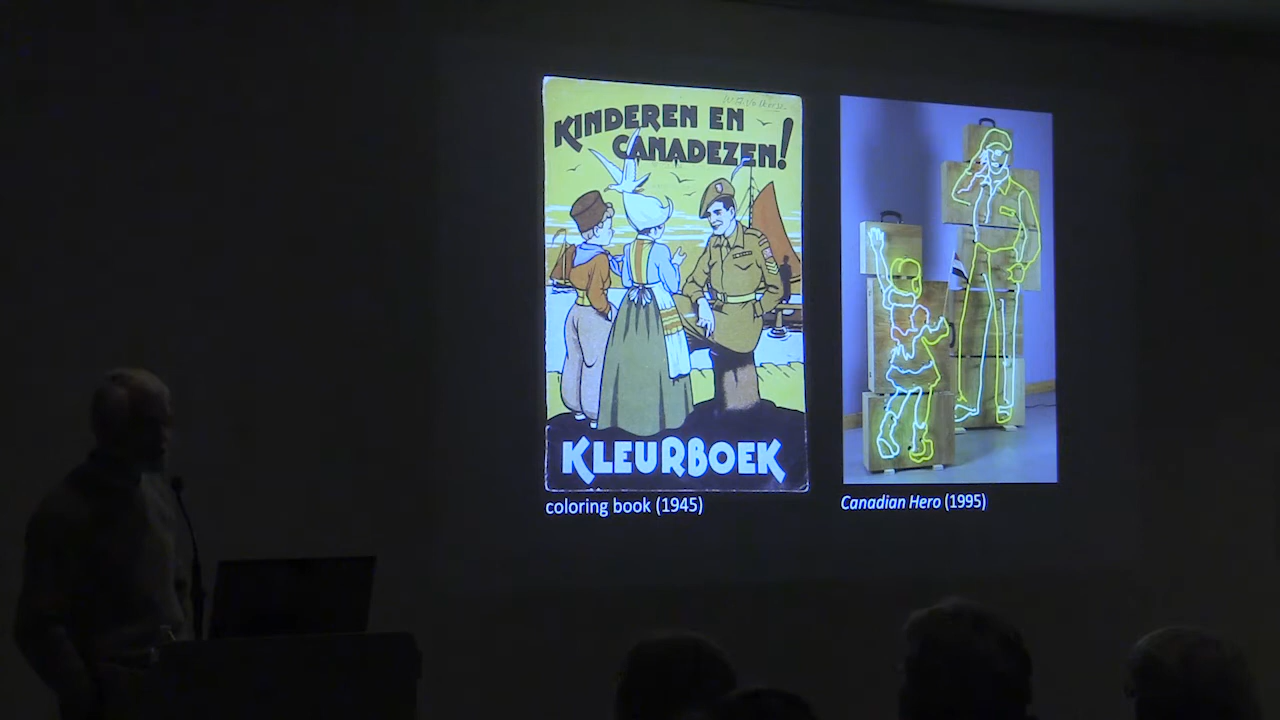 KINDEREN EN
CANADEZEN!
KLEURBOEK
coloring book (1945)
Canadian Hero (1995)